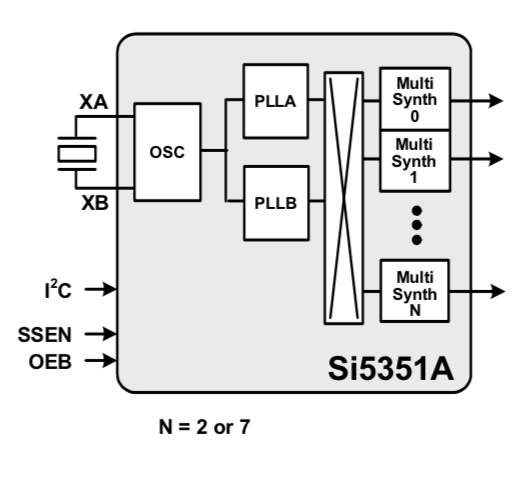 XA
XB
OSC
PLLA
PLLB
Multi
Synth
0
Multi
Synth
1
Multi
Synth
N
I²C
SSEN
OEB
Si5351A
N = 2 or 7